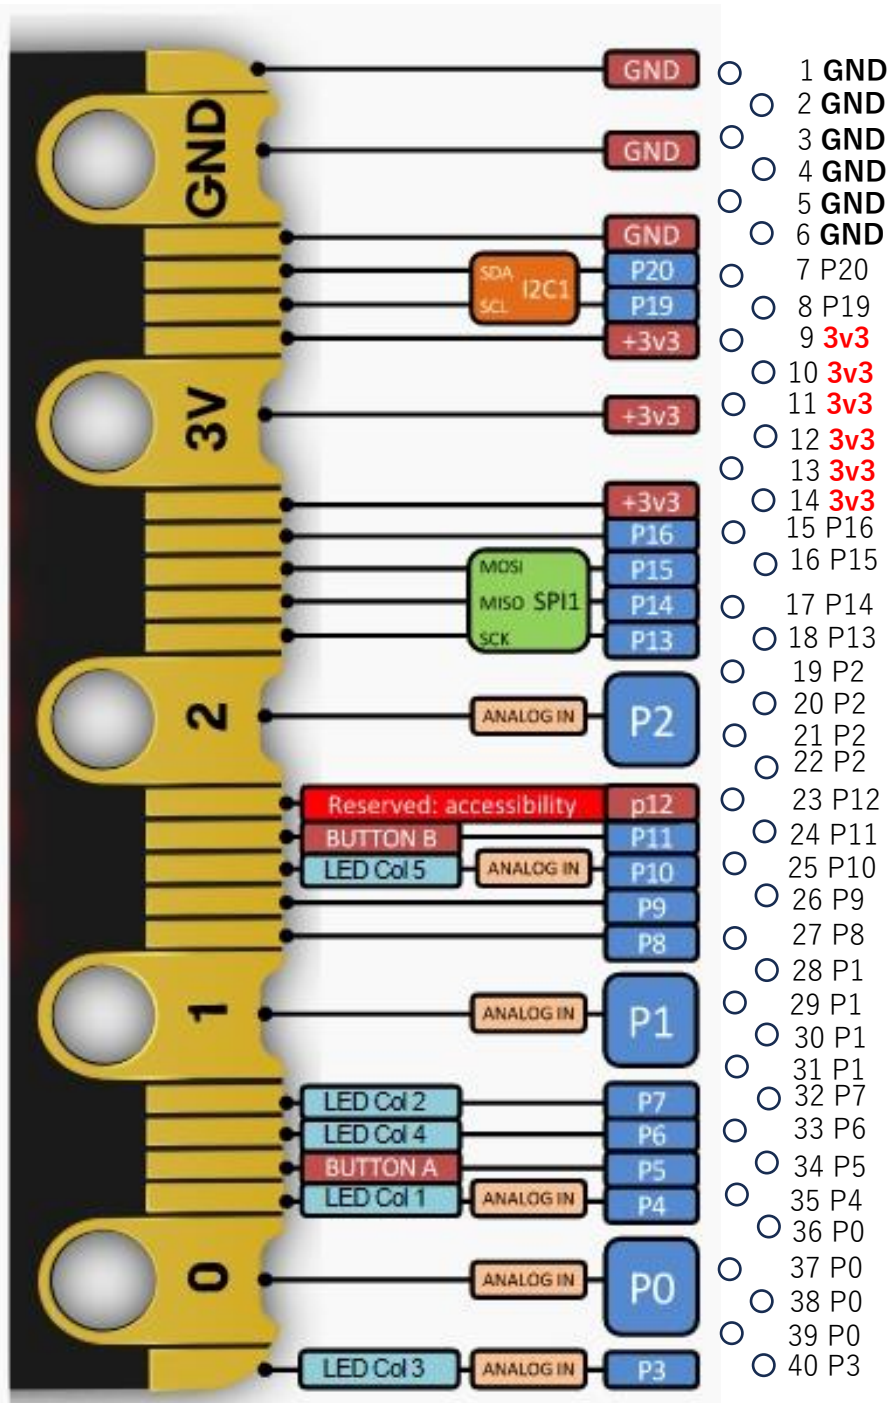 GND 1 GND
2 GND
GND
GND 3 GND
4 GND
5 GND
GND 6 GND
SDA I2C1 P20 7 P20
SCL P19 8 P19
+3v3 9 3v3
10 3v3
3V +3v3 11 3v3
12 3v3
13 3v3
+3v3 14 3v3
P16 15 P16
MOSI P15 16 P15
MISO SPI1 P14 17 P14
SCK P13 18 P13
19 P2
2 ANALOG IN P2 20 P2
21 P2
22 P2
Reserved: accessibility p12 23 P12
BUTTON B P11 24 P11
LED Col 5 ANALOG IN P10 25 P10
P9 26 P9
P8 27 P8
28 P1
1 ANALOG IN P1 29 P1
30 P1
31 P1
LED Col 2 P7 32 P7
LED Col 4 P6 33 P6
BUTTON A P5 34 P5
LED Col 1 ANALOG IN P4 35 P4
36 P0
0 ANALOG IN P0 37 P0
38 P0
39 P0
LED Col 3 ANALOG IN P3 40 P3